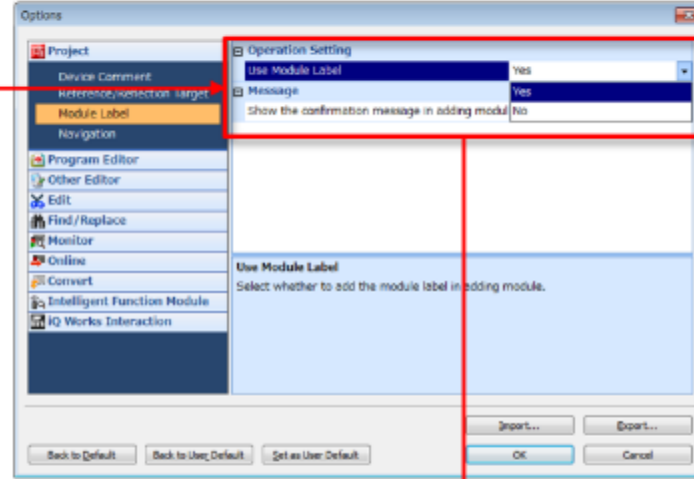 Options
Project
Device Comment
Reference/Reflection Target
Module Label
Navigation
Program Editor
Other Editor
Edit
Find/Replace
Monitor
Online
Convert
Intelligent Function Module
iQ Works Interaction
Operation Setting
Use Module Label Yes
Yes
Message
Show the confirmation message in adding modul No
Use Module Label
Select whether to add the module label in adding module.
Import... Export...
Back to Default Back to User Default Set as User Default OK Cancel